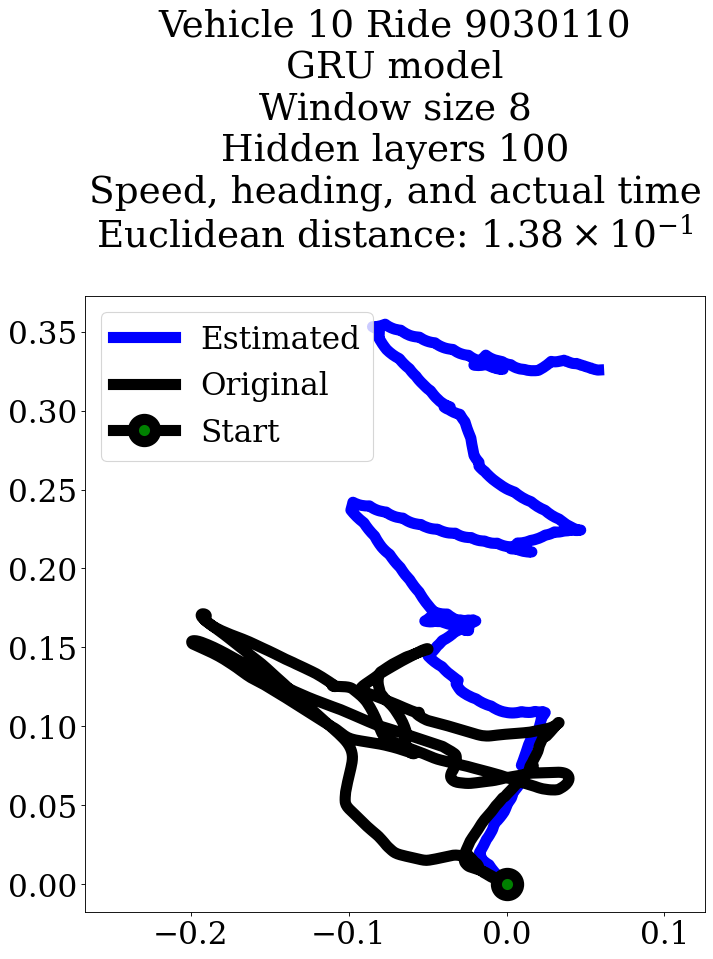 Vehicle 10 Ride 9030110
GRU model
Window size 8
Hidden layers 100
Speed, heading, and actual time
Euclidean distance: 1.38 × 10⁻¹
Estimated
Original
Start
0.35
0.30
0.25
0.20
0.15
0.10
0.05
0.00
−0.2 −0.1 0.0 0.1